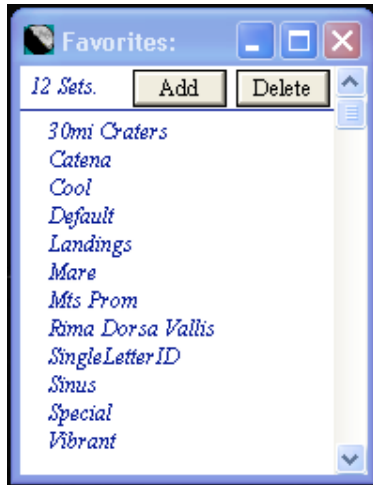 Favorites:
12 Sets. Add Delete
30mi Craters
Catena
Cool
Default
Landings
Mare
Mts Prom
Rima Dorsa Vallis
SingleLetterID
Sinus
Special
Vibrant